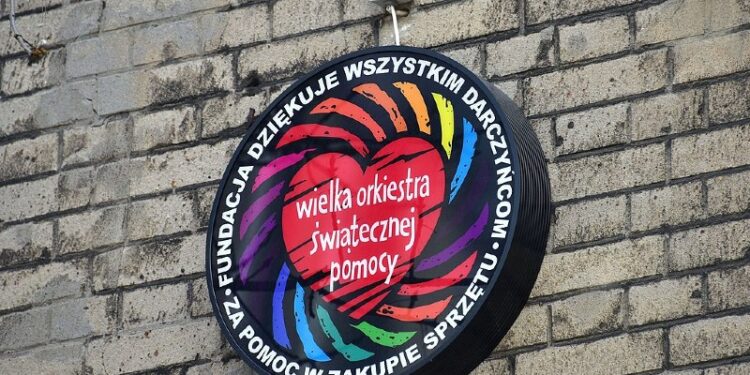 FUNDACJA DZIĘKUJE WSZYSTKIM DARCZYŃCOM
ZA POMOC W ZAKUPIE SPRZĘTU
wielka orkiestra
świątecznej
pomocy